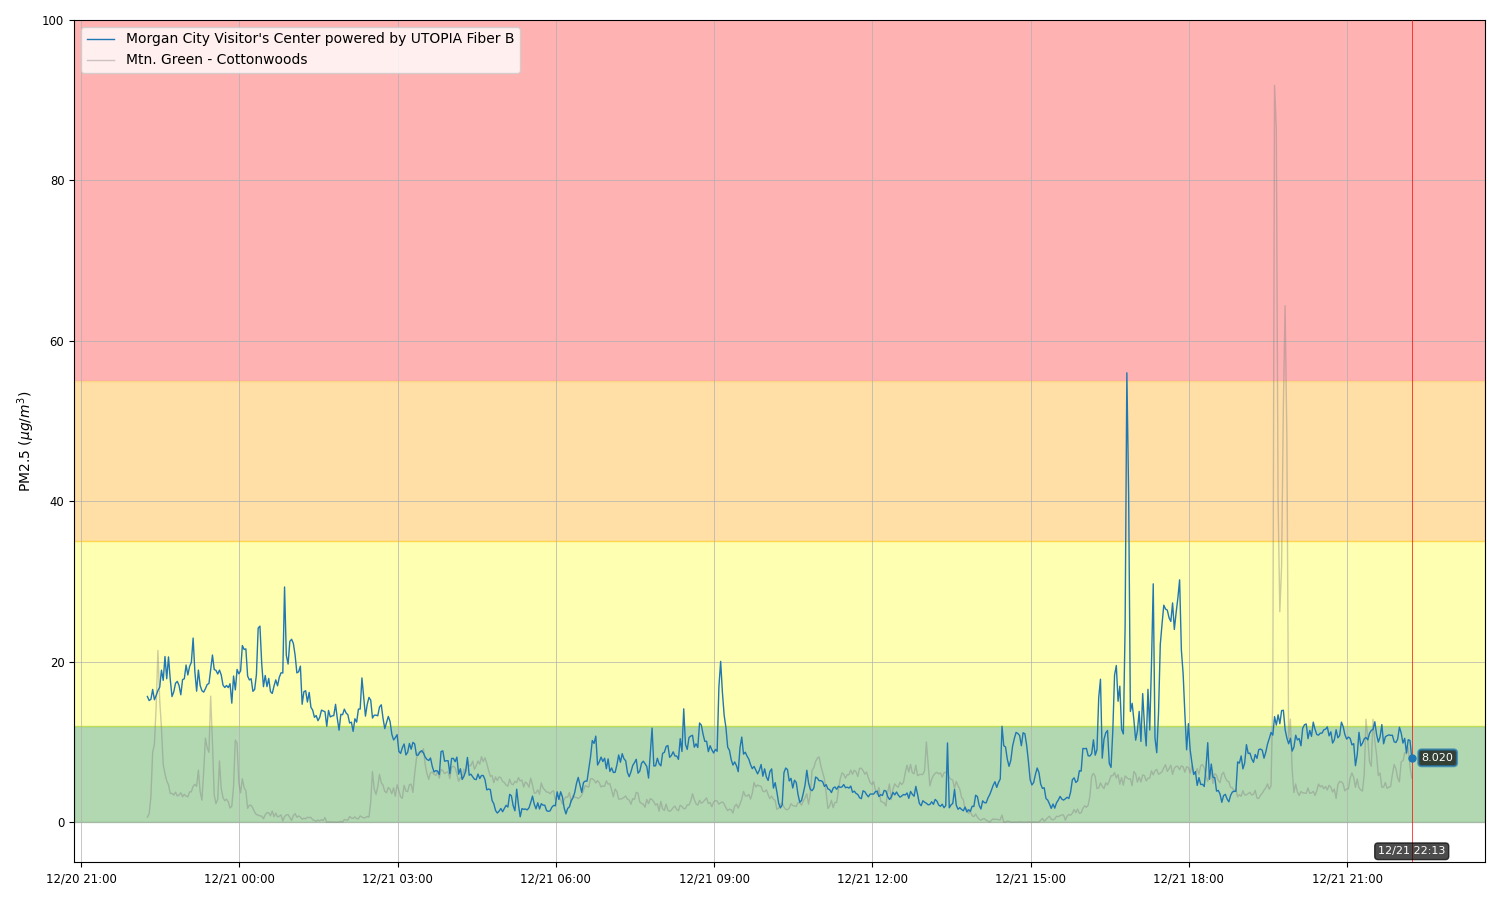 100
80
60
40
20
0
PM2.5 (μg/m³)
Morgan City Visitor's Center powered by UTOPIA Fiber B
Mtn. Green - Cottonwoods
8.020
12/21 22:13
12/20 21:00 12/21 00:00 12/21 03:00 12/21 06:00 12/21 09:00 12/21 12:00 12/21 15:00 12/21 18:00 12/21 21:00